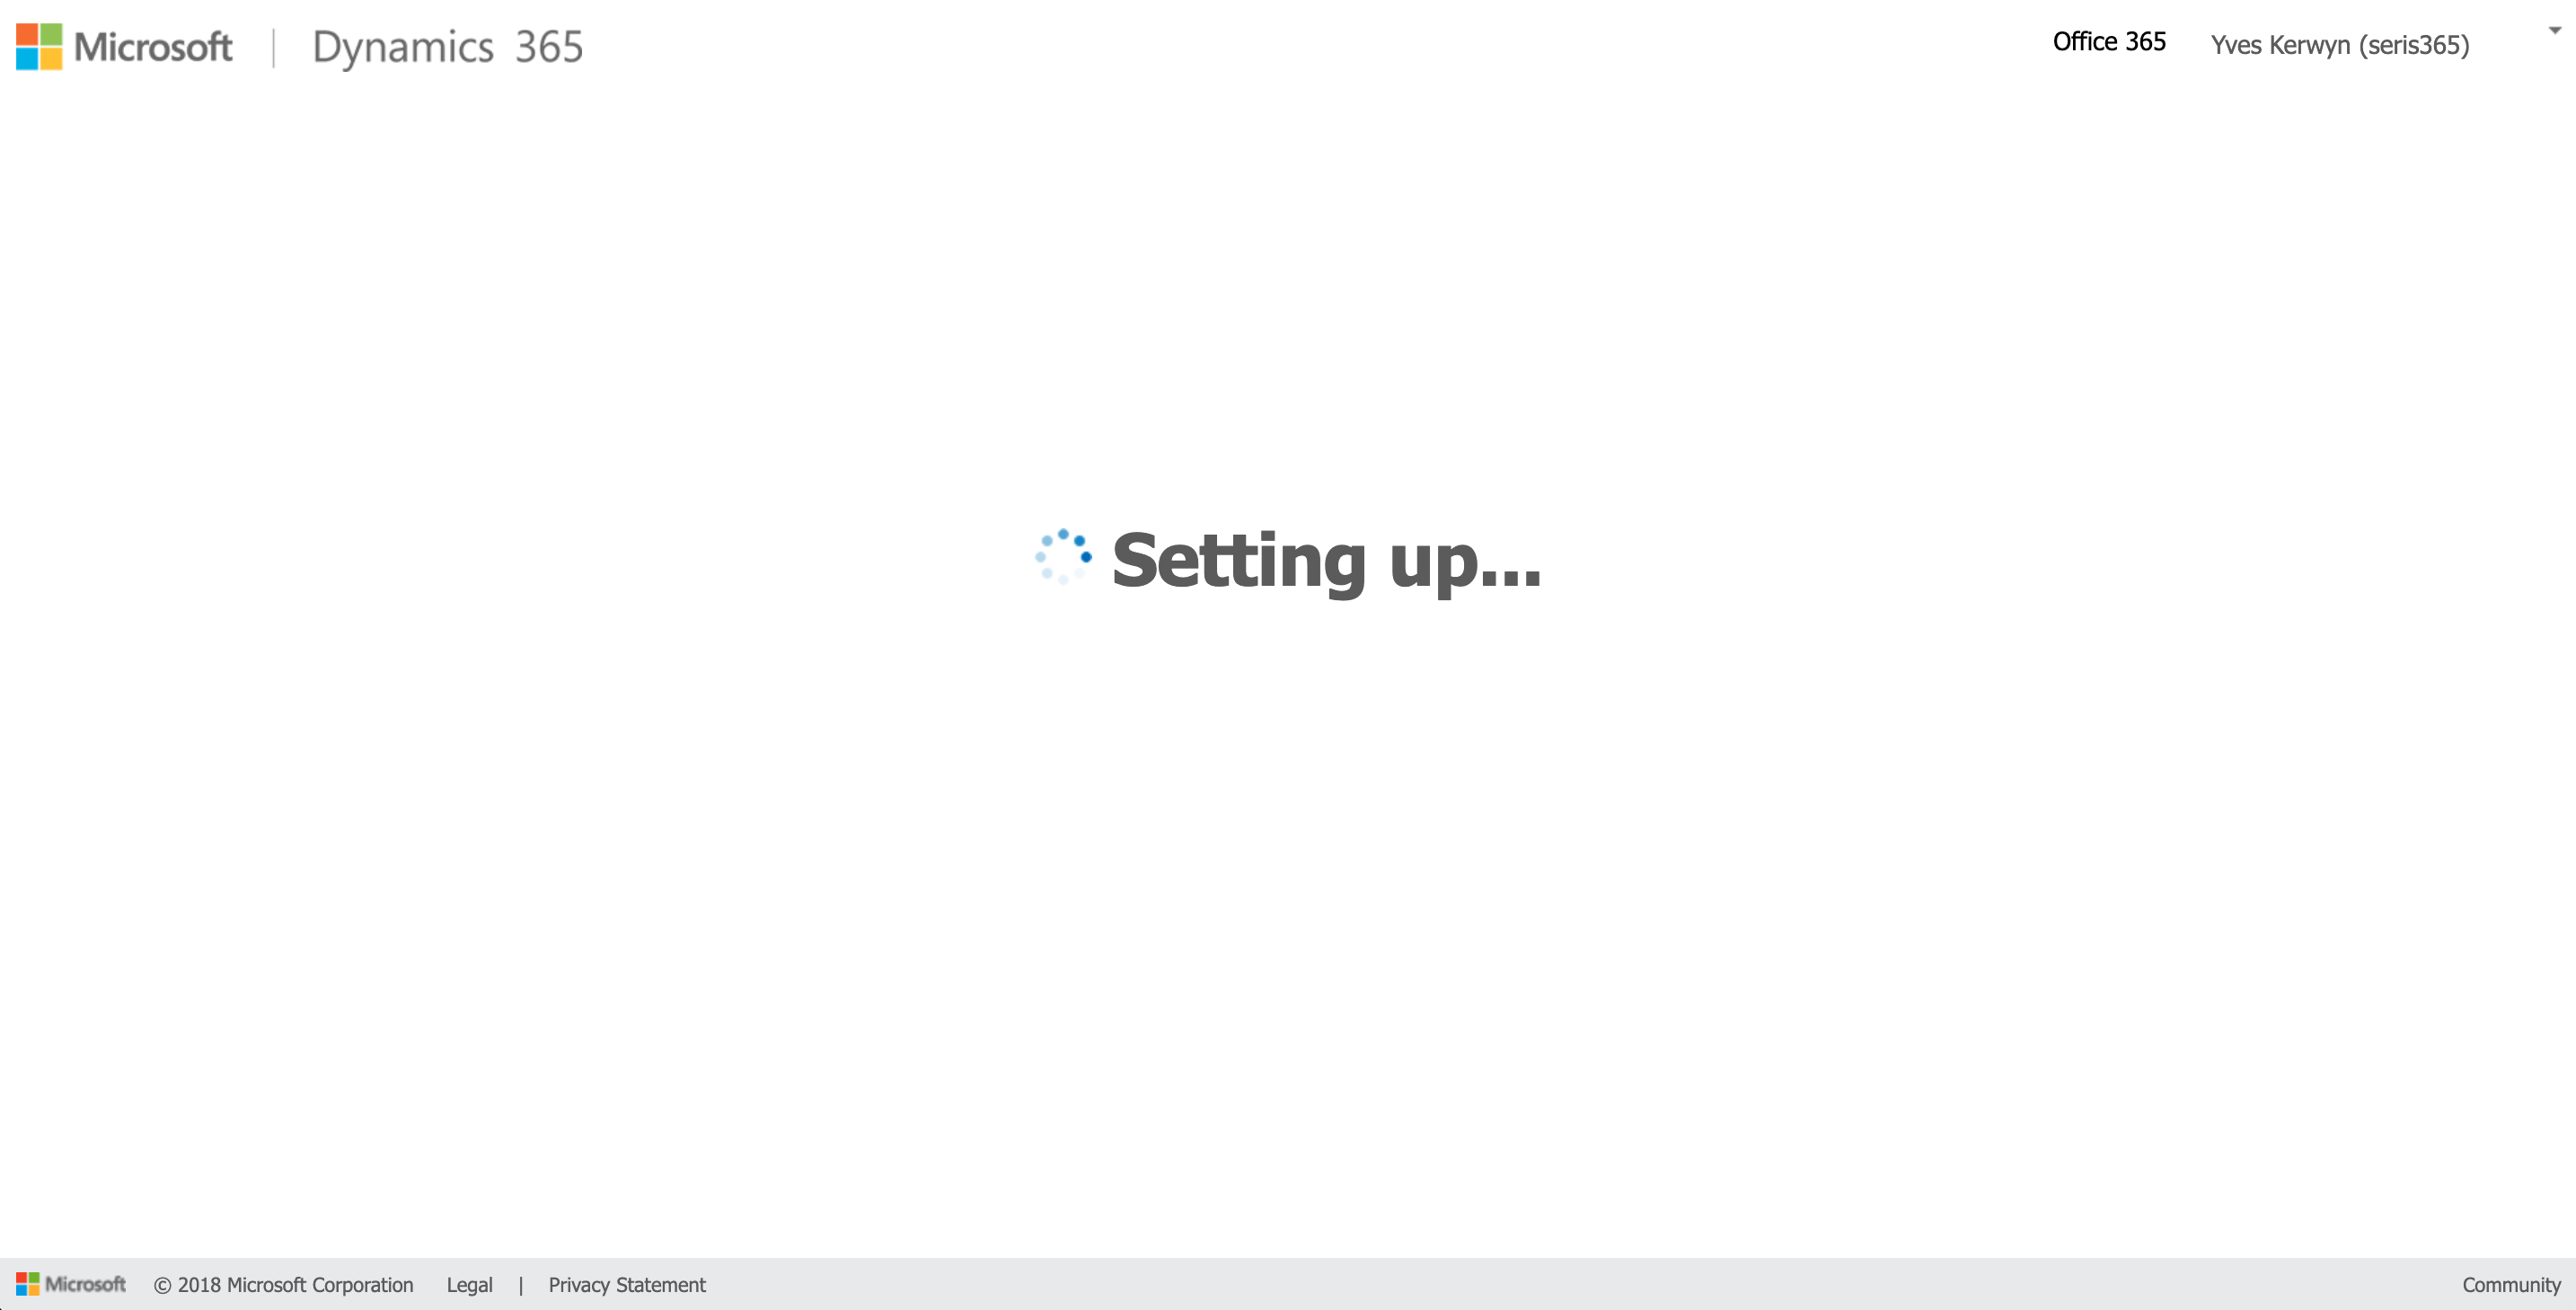 Microsoft | Dynamics 365 Office 365 Yves Kerwyn (seris365)
Setting up...
Microsoft © 2018 Microsoft Corporation Legal | Privacy Statement Community